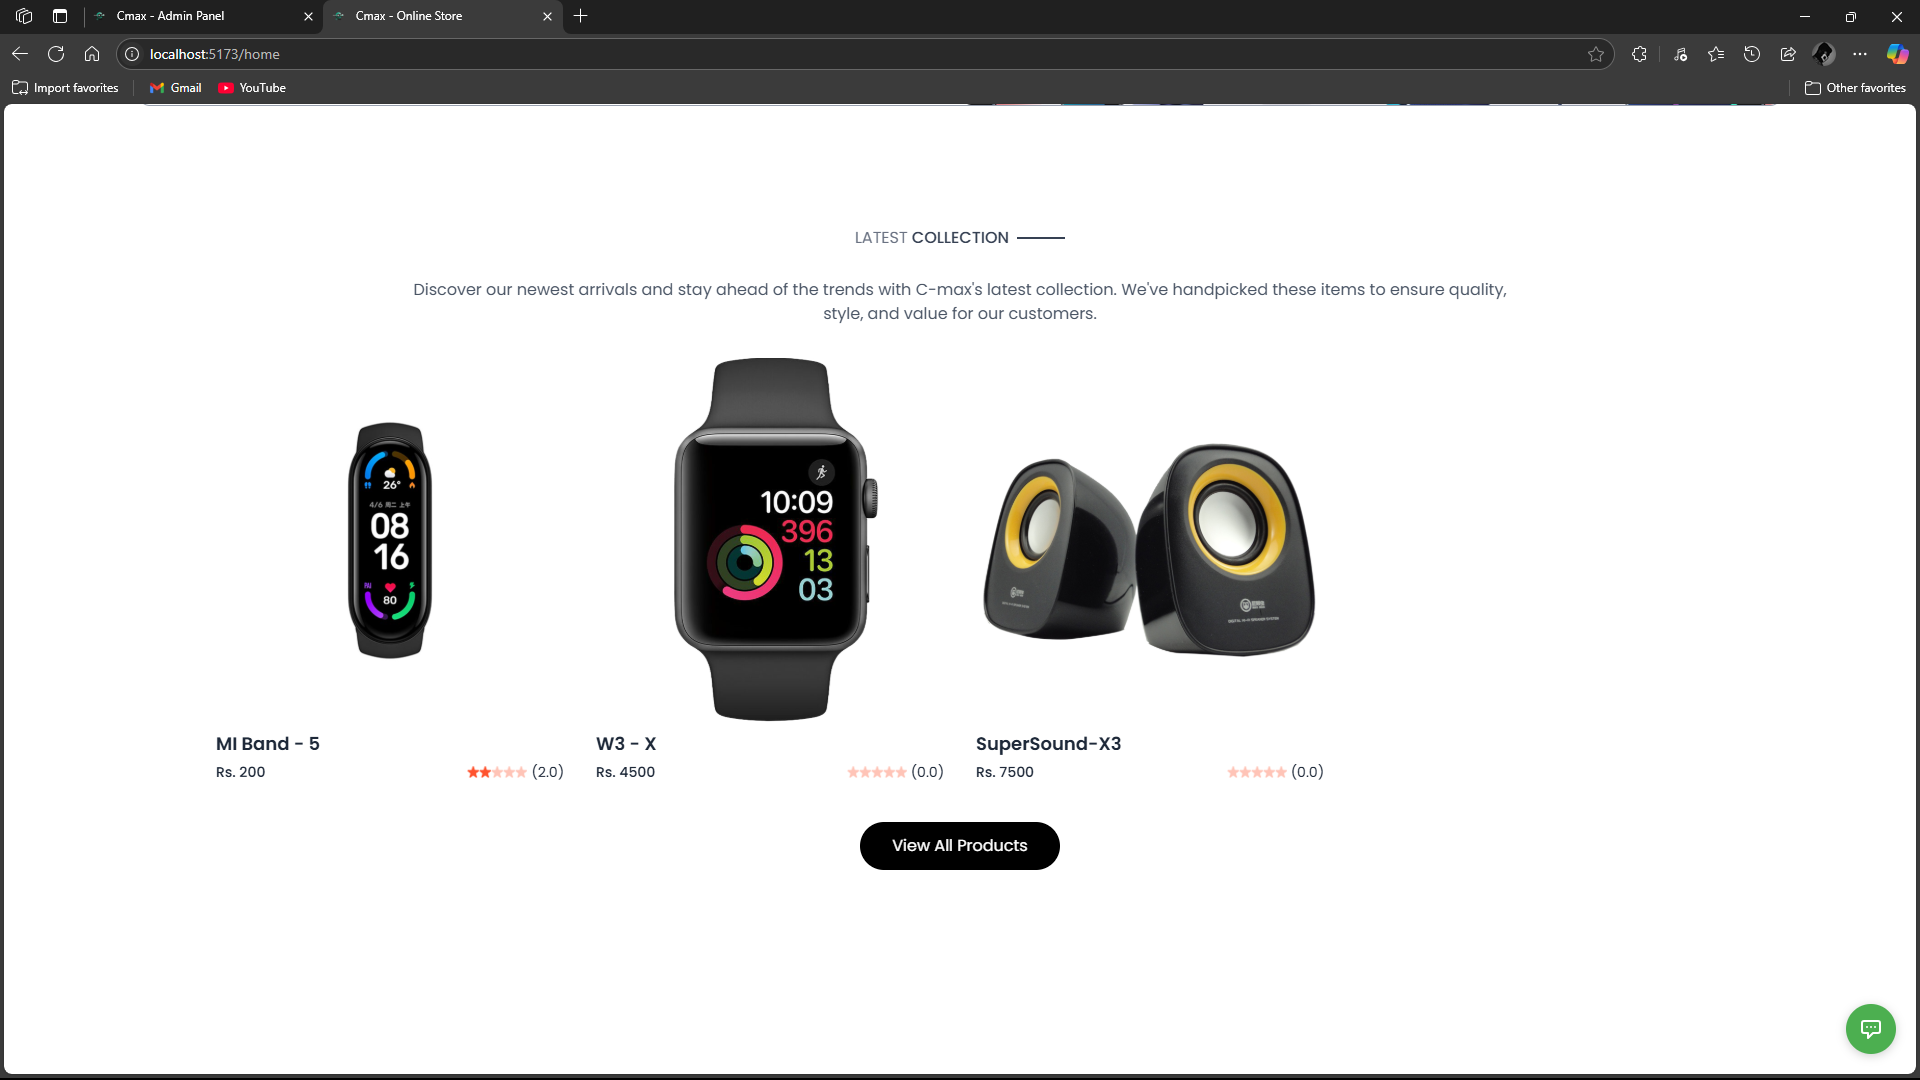 Cmax - Admin Panel
Cmax - Online Store
localhost:5173/home
Import favorites
Gmail
YouTube
Other favorites
LATEST COLLECTION
Discover our newest arrivals and stay ahead of the trends with C-max's latest collection. We've handpicked these items to ensure quality,
style, and value for our customers.
26°
08
16
80
10:09
396
13
03
MI Band - 5
Rs. 200
(2.0)
W3 - X
Rs. 4500
(0.0)
SuperSound-X3
Rs. 7500
(0.0)
View All Products